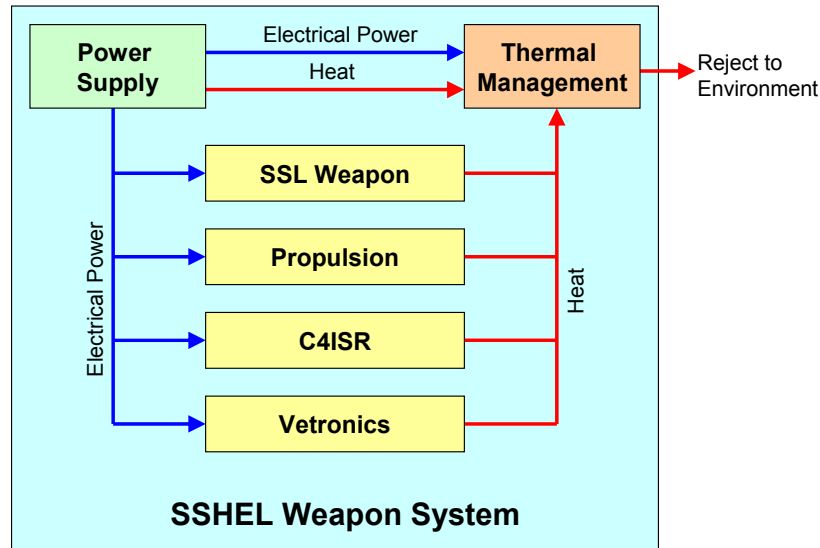 Power
Supply
Electrical Power
Heat
Thermal
Management
Reject to
Environment
SSL Weapon
Propulsion
C4ISR
Vetronics
Electrical Power
Heat
SSHEL Weapon System